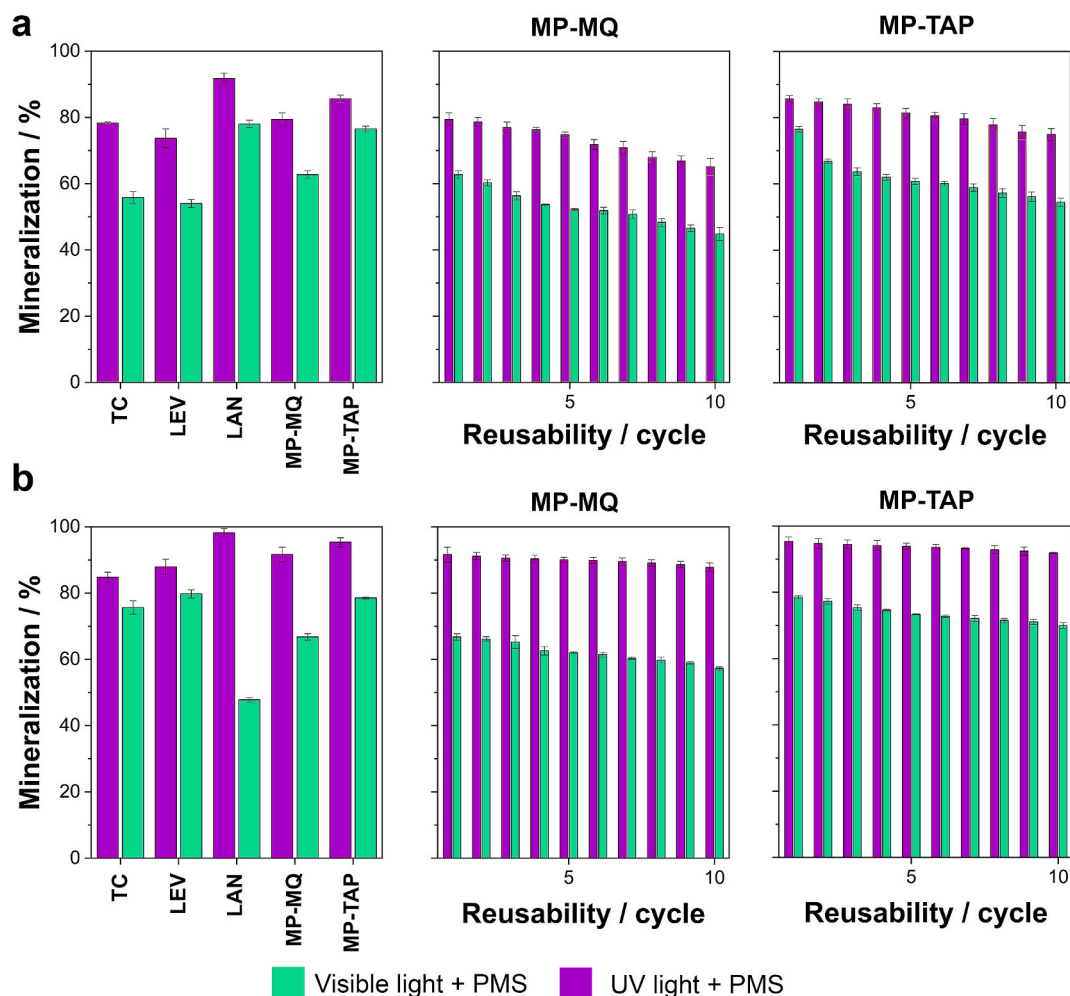 a
MP-MQ
MP-TAP
Mineralization / %
100
80
60
40
20
0
TC
LEV
LAN
MP-MQ
MP-TAP
5
10
Reusability / cycle
5
10
Reusability / cycle
b
MP-MQ
MP-TAP
Mineralization / %
100
80
60
40
20
0
TC
LEV
LAN
MP-MQ
MP-TAP
5
10
Reusability / cycle
5
10
Reusability / cycle
Visible light + PMS
UV light + PMS